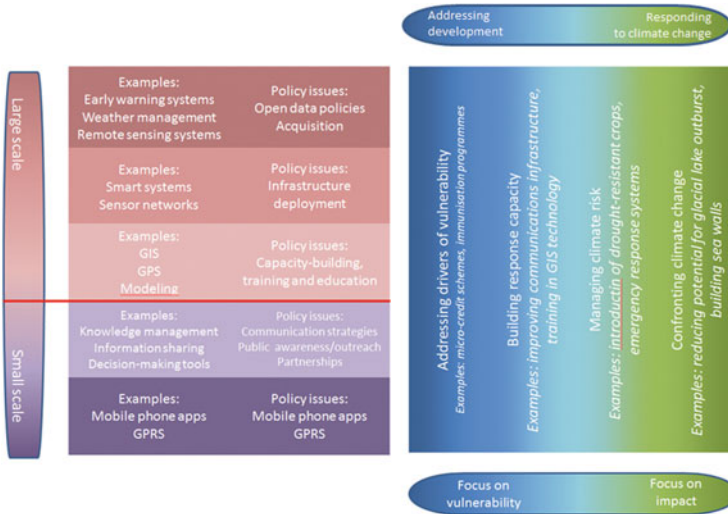 Addressing
development
Responding
to climate change
Large scale
Small scale
Examples:
Early warning systems
Weather management
Remote sensing systems
Policy issues:
Open data policies
Acquisition
Examples:
Smart systems
Sensor networks
Policy issues:
Infrastructure
deployment
Examples:
GIS
GPS
Modeling
Policy issues:
Capacity-building,
training and education
Examples:
Knowledge management
Information sharing
Decision-making tools
Policy issues:
Communication strategies
Public awareness/outreach
Partnerships
Examples:
Mobile phone apps
GPRS
Policy issues:
Mobile phone apps
GPRS
Addressing drivers of vulnerability
Examples: micro-credit schemes, immunisation programmes
Building response capacity
Examples: improving communications infrastructure,
training in GIS technology
Managing climate risk
Examples: introductin of drought-resistant crops,
emergency response systems
Confronting climate change
Examples: reducing potential for glacial lake outburst,
building sea walls
Focus on
vulnerability
Focus on
impact